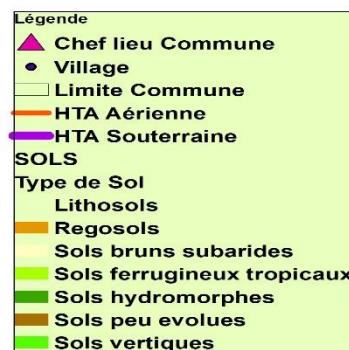 Légende
Chef lieu Commune
Village
Limite Commune
HTA Aérienne
HTA Souterraine
SOLS
Type de Sol
Lithosols
Regosols
Sols bruns subarides
Sols ferrugineux tropicaux
Sols hydromorphes
Sols peu evolues
Sols vertiques